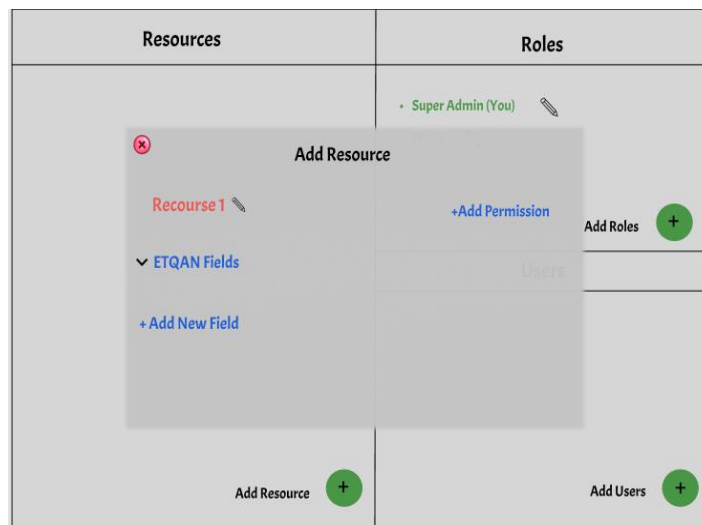 Resources
Roles
Super Admin (You)
Add Resource
Recourse 1
+Add Permission
Add Roles
ETQAN Fields
Users
+ Add New Field
Add Resource
Add Users